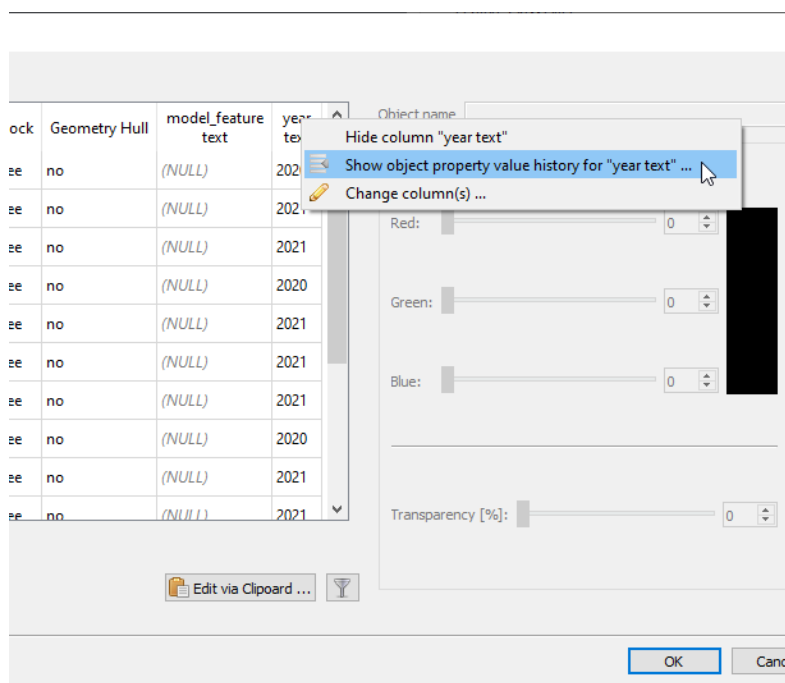 Object name
ock Geometry Hull model_feature text year
Hide column "year text"
Show object property value history for "year text" ...
Change column(s) ...
ee no (NULL)
ee no (NULL) 2021
ee no (NULL) 2021
ee no (NULL) 2020
ee no (NULL) 2021
ee no (NULL) 2021
ee no (NULL) 2021
ee no (NULL) 2020
ee no (NULL) 2021
ee no (NULL) 2021
Red: 0
Green: 0
Blue: 0
Transparency [%]: 0
Edit via Clipoard ...
OK Canc